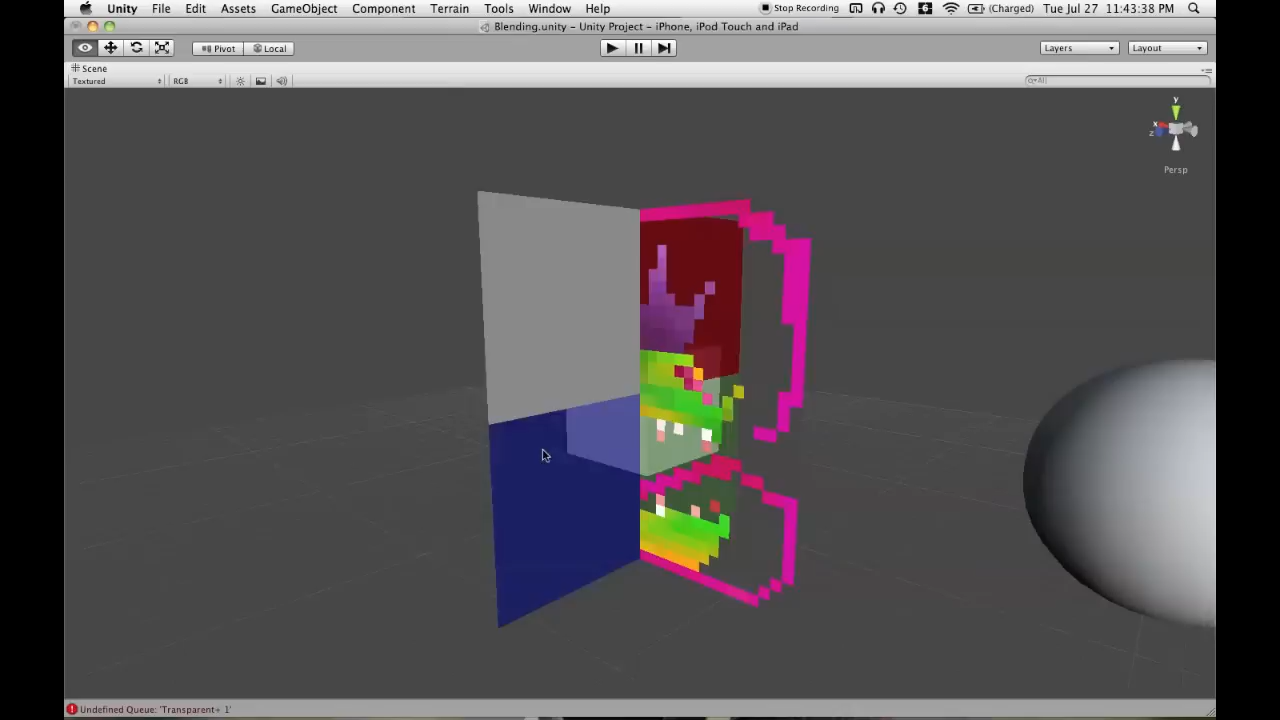 Unity File Edit Assets GameObject Component Terrain Tools Window Help Stop Recording 6 (Charged) Tue Jul 27 11:43:38 PM
Blending.unity – Unity Project – iPhone, iPod Touch and iPad
Pivot Local Layers Layout
Scene
Textured RGB All
y
x
z
Persp
Undefined Queue: 'Transparent+ 1'